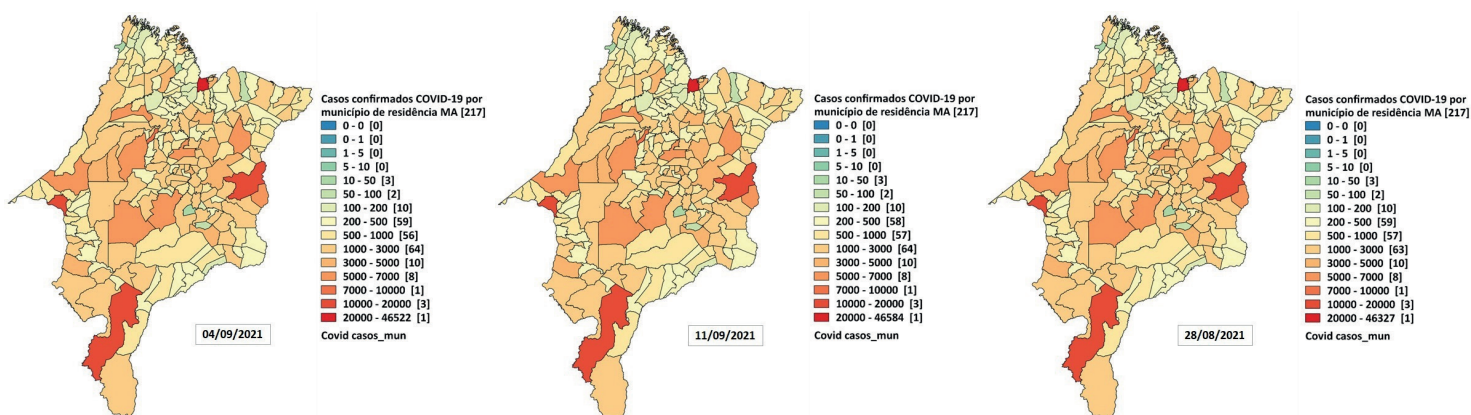 Casos confirmados COVID-19 por
município de residência MA [217]
0 - 0 [0]
0 - 1 [0]
1 - 5 [0]
5 - 10 [0]
10 - 50 [3]
50 - 100 [2]
100 - 200 [10]
200 - 500 [59]
500 - 1000 [56]
1000 - 3000 [64]
3000 - 5000 [10]
5000 - 7000 [8]
7000 - 10000 [1]
10000 - 20000 [3]
20000 - 46522 [1]
Covid casos_mun
04/09/2021
Casos confirmados COVID-19 por
município de residência MA [217]
0 - 0 [0]
0 - 1 [0]
1 - 5 [0]
5 - 10 [0]
10 - 50 [3]
50 - 100 [2]
100 - 200 [10]
200 - 500 [58]
500 - 1000 [57]
1000 - 3000 [64]
3000 - 5000 [10]
5000 - 7000 [8]
7000 - 10000 [1]
10000 - 20000 [3]
20000 - 46584 [1]
Covid casos_mun
11/09/2021
Casos confirmados COVID-19 por
município de residência MA [217]
0 - 0 [0]
0 - 1 [0]
1 - 5 [0]
5 - 10 [0]
10 - 50 [3]
50 - 100 [2]
100 - 200 [10]
200 - 500 [59]
500 - 1000 [57]
1000 - 3000 [63]
3000 - 5000 [10]
5000 - 7000 [8]
7000 - 10000 [1]
10000 - 20000 [3]
20000 - 46327 [1]
Covid casos_mun
28/08/2021